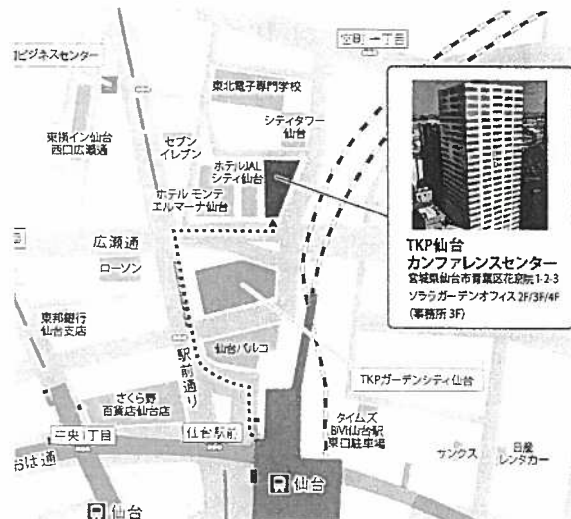 ビジネスセンター
宮町一丁目
東北電子専門学校
シティタワー
仙台
東横イン仙台
西口広瀬通
セブン
イレブン
ホテルJAL
シティ仙台
ホテル モンテ
エルマーナ仙台
TKP仙台
カンファレンスセンター
宮城県仙台市青葉区花京院1-2-3
ソララガーデンオフィス 2F/3F/4F
(事務所 3F)
広瀬通
ローソン
東邦銀行
仙台支店
駅前通り
仙台パルコ
TKPガーデンシティ仙台
さくら野
百貨店仙台店
タイムズ
BiVi仙台駅
東口駐車場
中央1丁目
仙台駅前
おは通
サンクス
日産
レンタカー
仙台
仙台